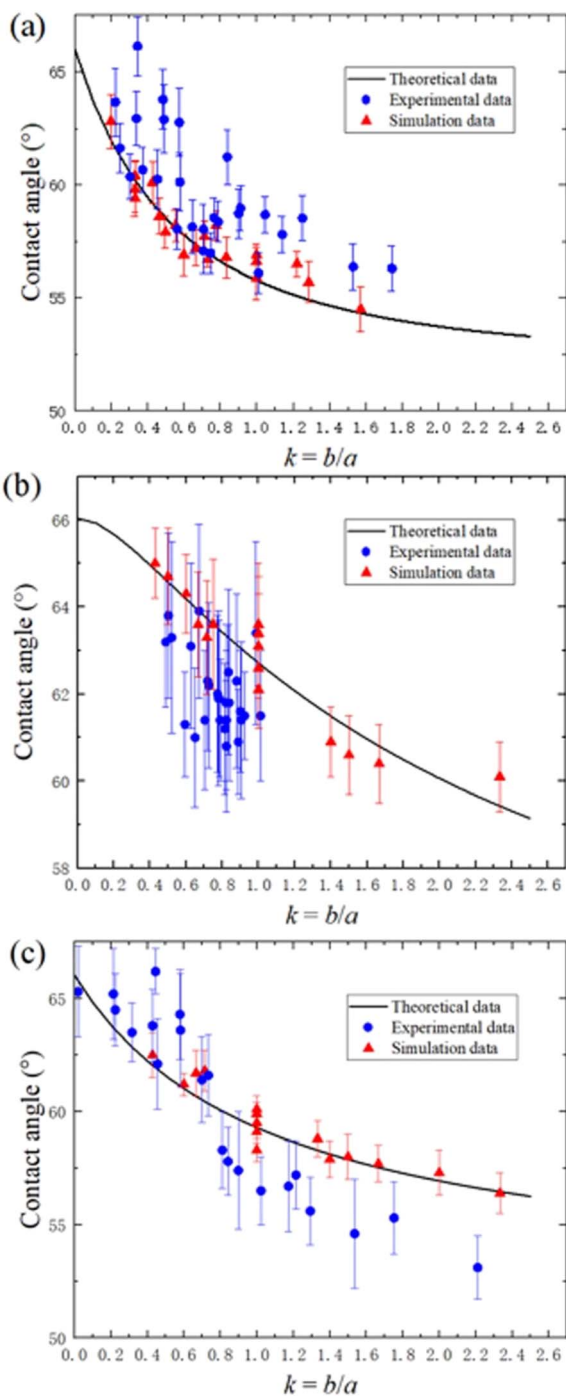 (a)
65
60
55
50
Contact angle (°)
Theoretical data
Experimental data
Simulation data
0.0 0.2 0.4 0.6 0.8 1.0 1.2 1.4 1.6 1.8 2.0 2.2 2.4 2.6
k = b/a
(b)
66
64
62
60
58
Contact angle (°)
Theoretical data
Experimental data
Simulation data
0.0 0.2 0.4 0.6 0.8 1.0 1.2 1.4 1.6 1.8 2.0 2.2 2.4 2.6
k = b/a
(c)
65
60
55
50
Contact angle (°)
Theoretical data
Experimental data
Simulation data
0.0 0.2 0.4 0.6 0.8 1.0 1.2 1.4 1.6 1.8 2.0 2.2 2.4 2.6
k = b/a